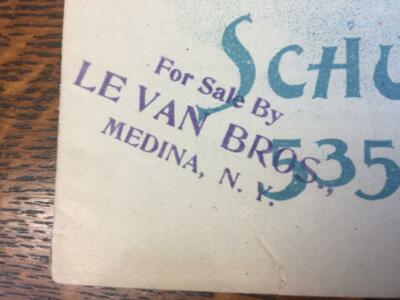 For Sale By
LE VAN BROS.,
MEDINA, N. Y.
SCHU
535